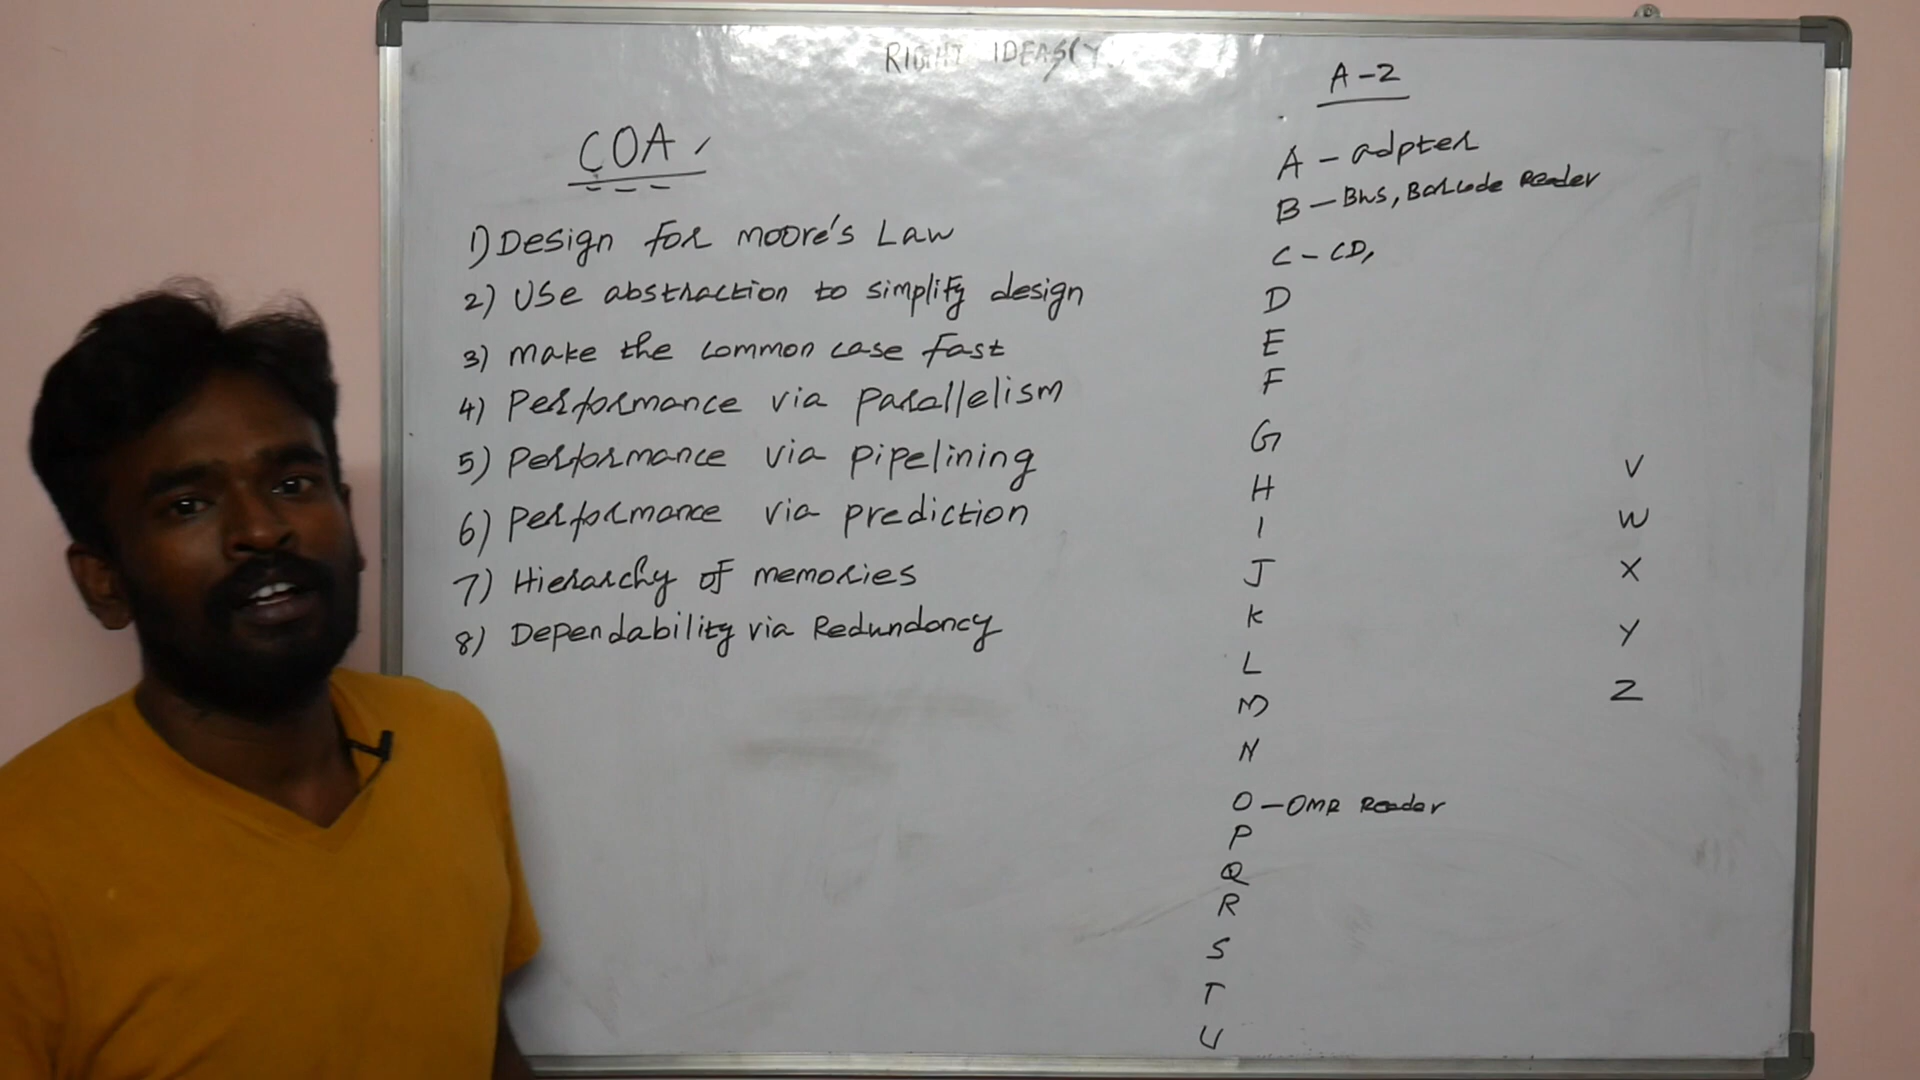 RIGHT IDEAS(Y)
COA
1) Design for moore's Law
2) Use abstraction to simplify design
3) make the common case fast
4) Performance via parallelism
5) Performance via pipelining
6) Performance via prediction
7) Hierarchy of memories
8) Dependability via Redundancy
A-Z
A - adpter
B - Bus, Barcode Reader
C - CD,
D
E
F
G
H
I
J
K
L
M
N
O - OMR Reader
P
Q
R
S
T
U
V
W
X
Y
Z